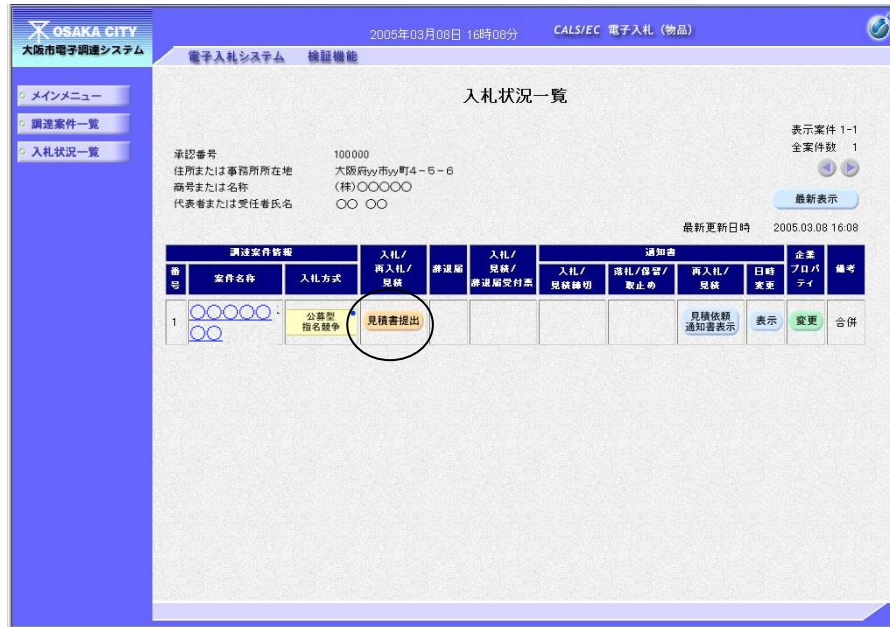 OSAKA CITY
大阪市電子調達システム
2005年03月08日 16時08分
CALS/EC 電子入札（物品）
電子入札システム 検証機能
メインメニュー
調達案件一覧
入札状況一覧
入札状況一覧
表示案件 1-1
全案件数 1
承認番号 100000
住所または事務所所在地 大阪府yy市yy町4－5－6
商号または名称 (株)○○○○○
代表者または受任者氏名 ○○ ○○
最新表示
最新更新日時 2005.03.08 16:08
調達案件情報
入札/
再入札/
見積
辞退届
入札/
見積/
辞退届受付票
通知書
企業
プロパ
ティ
備考
番
号
案件名称
入札方式
入札/
見積締切
落札/保留/
取止め
再入札/
見積
日時
変更
1
○○○○○
○○
公募型
指名競争
見積書提出
見積依頼
通知書表示
表示
変更
合併